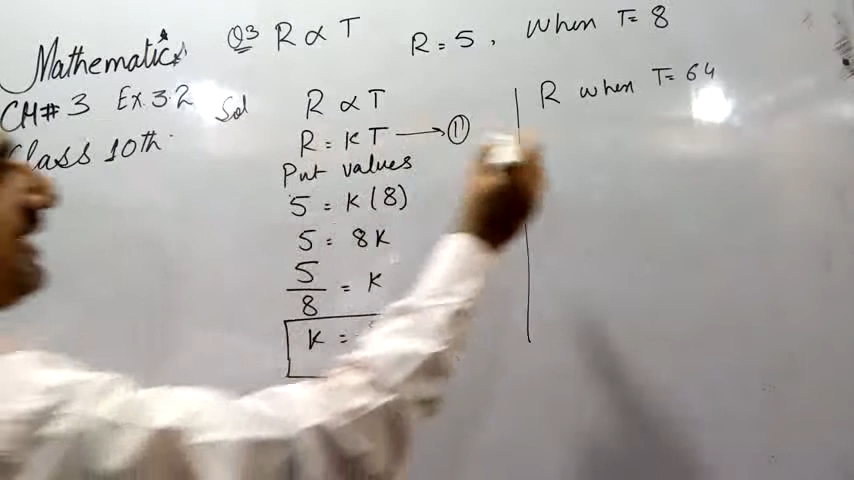 Mathematics Q3 R ∝ T R = 5, When T= 8
CH# 3 Ex. 3.2 Sol
Class 10th
R ∝ T
R = KT → (1)
Put values
5 = K(8)
5 = 8K
5/8 = K
K =
R when T= 64